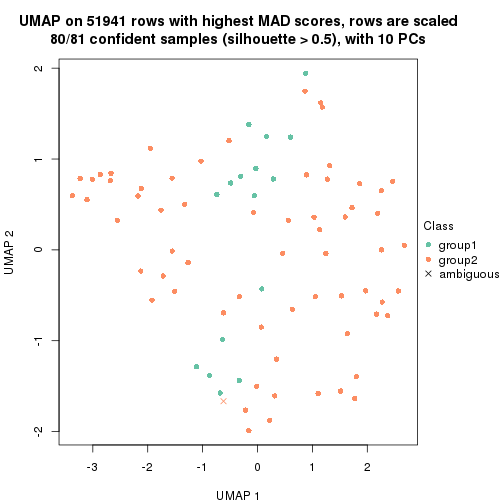 UMAP on 51941 rows with highest MAD scores, rows are scaled
80/81 confident samples (silhouette > 0.5), with 10 PCs
2
1
0
-1
-2
UMAP 2
Class
group1
group2
ambiguous
-3
-2
-1
0
1
2
UMAP 1